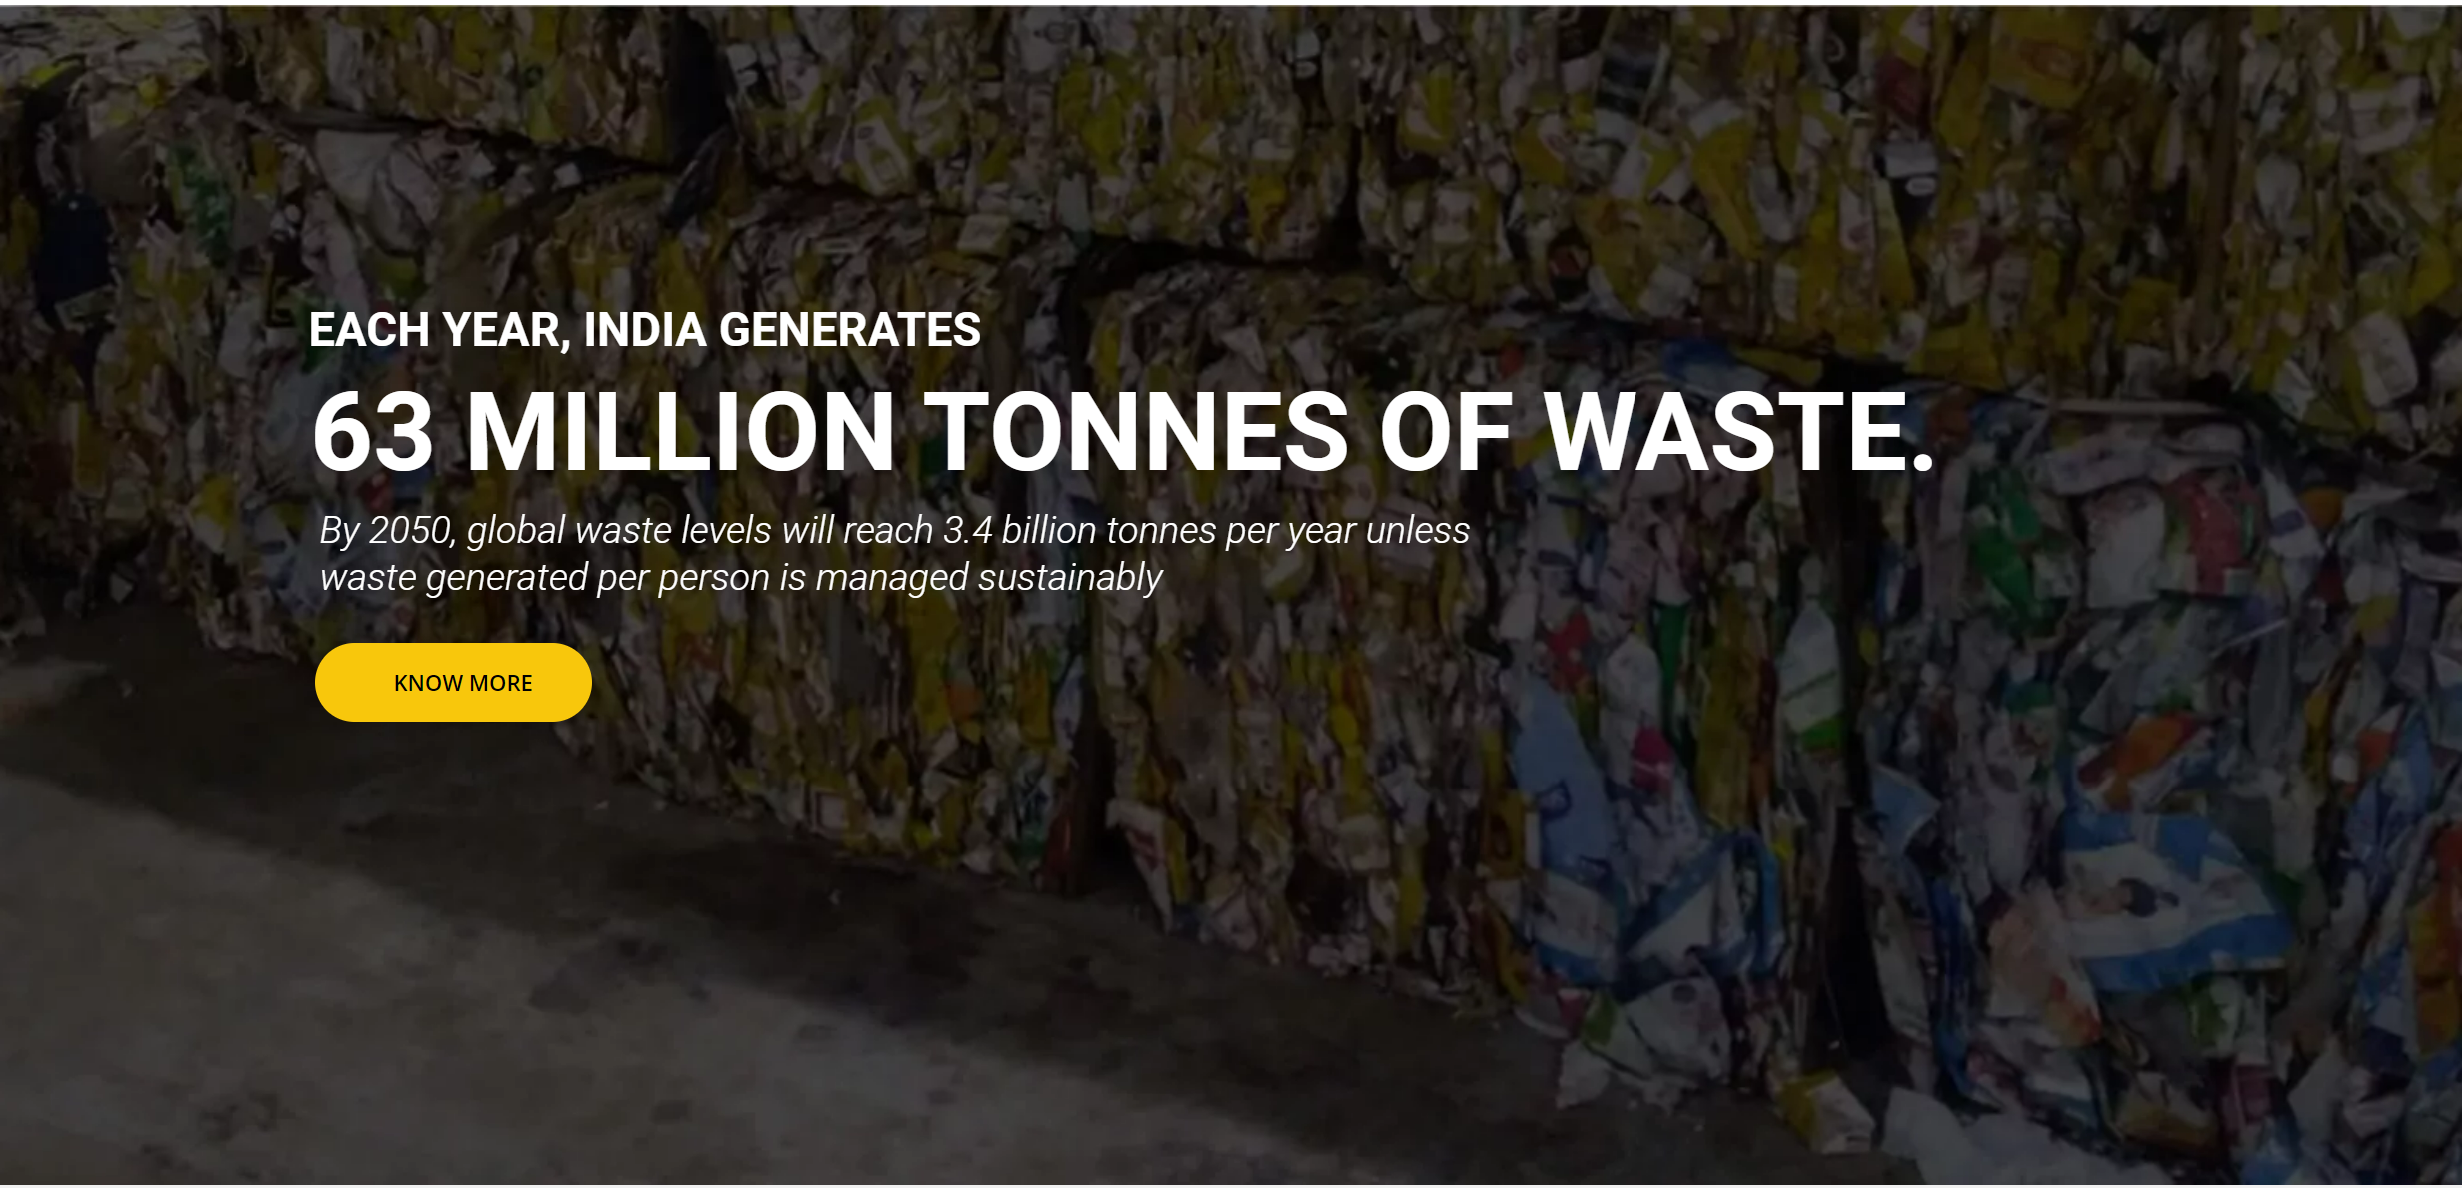 EACH YEAR, INDIA GENERATES
63 MILLION TONNES OF WASTE.
By 2050, global waste levels will reach 3.4 billion tonnes per year unless
waste generated per person is managed sustainably
KNOW MORE